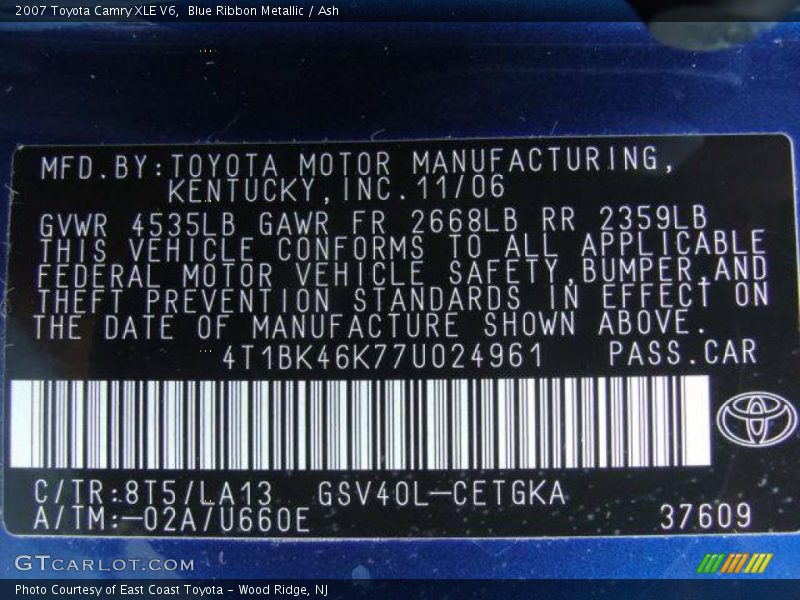 2007 Toyota Camry XLE V6, Blue Ribbon Metallic / Ash
MFD.BY:TOYOTA MOTOR MANUFACTURING,
KENTUCKY,INC.11/06
GVWR 4535LB GAWR FR 2668LB RR 2359LB
THIS VEHICLE CONFORMS TO ALL APPLICABLE
FEDERAL MOTOR VEHICLE SAFETY,BUMPER,AND
THEFT PREVENTION STANDARDS IN EFFECT ON
THE DATE OF MANUFACTURE SHOWN ABOVE.
4T1BK46K77U024961 PASS.CAR
C/TR:8T5/LA13 GSV40L-CETGKA
A/TM:-02A/U660E 37609
GTCARLOT.COM
Photo Courtesy of East Coast Toyota - Wood Ridge, NJ